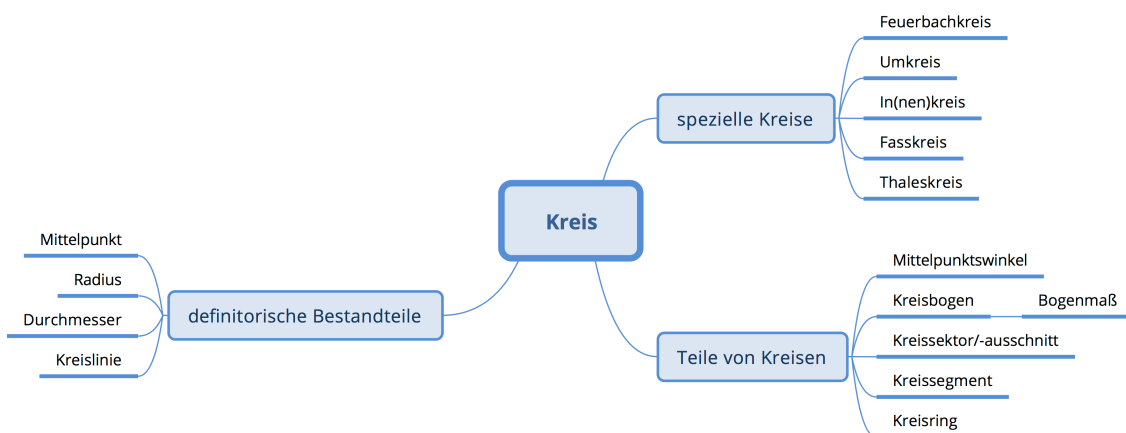 Kreis
spezielle Kreise
Feuerbachkreis
Umkreis
In(nen)kreis
Fasskreis
Thaleskreis
Teile von Kreisen
Mittelpunktswinkel
Kreisbogen
Bogenmaß
Kreissektor/-ausschnitt
Kreissegment
Kreisring
definitorische Bestandteile
Mittelpunkt
Radius
Durchmesser
Kreislinie